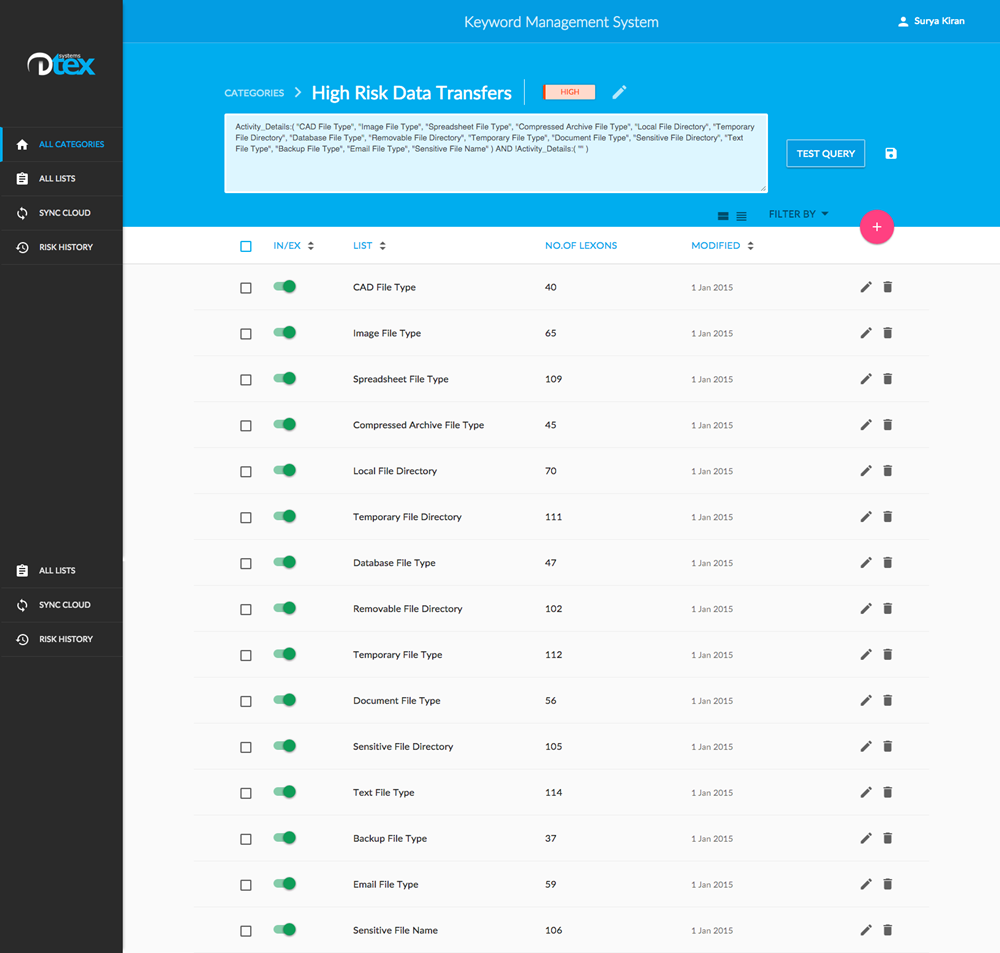 Keyword Management System
Surya Kiran
systems
Dtex
CATEGORIES > High Risk Data Transfers
HIGH
Activity_Details:( "CAD File Type", "Image File Type", "Spreadsheet File Type", "Compressed Archive File Type", "Local File Directory", "Temporary
File Directory", "Database File Type", "Removable File Directory", "Temporary File Type", "Document File Type", "Sensitive File Directory", "Text
File Type", "Backup File Type", "Email File Type", "Sensitive File Name" ) AND !Activity_Details:( "" )
TEST QUERY
FILTER BY
+
ALL CATEGORIES
ALL LISTS
SYNC CLOUD
RISK HISTORY
ALL LISTS
SYNC CLOUD
RISK HISTORY
IN/EX LIST NO.OF LEXONS MODIFIED
CAD File Type 40 1 Jan 2015
Image File Type 65 1 Jan 2015
Spreadsheet File Type 109 1 Jan 2015
Compressed Archive File Type 45 1 Jan 2015
Local File Directory 70 1 Jan 2015
Temporary File Directory 111 1 Jan 2015
Database File Type 47 1 Jan 2015
Removable File Directory 102 1 Jan 2015
Temporary File Type 112 1 Jan 2015
Document File Type 56 1 Jan 2015
Sensitive File Directory 105 1 Jan 2015
Text File Type 114 1 Jan 2015
Backup File Type 37 1 Jan 2015
Email File Type 59 1 Jan 2015
Sensitive File Name 106 1 Jan 2015